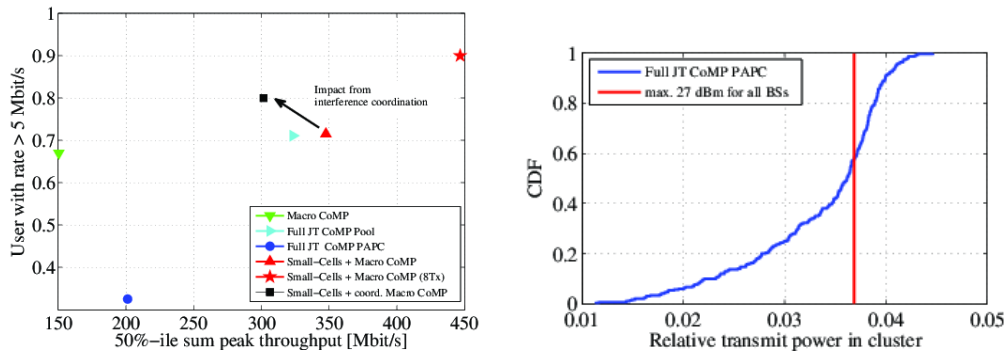 User with rate > 5 Mbit/s
1
0.9
0.8
0.7
0.6
0.5
0.4
Impact from
interference coordination
Macro CoMP
Full JT CoMP Pool
Full JT CoMP PAPC
Small-Cells + Macro CoMP
Small-Cells + Macro CoMP (8Tx)
Small-Cells + coord. Macro CoMP
150 200 250 300 350 400 450
50%-ile sum peak throughput [Mbit/s]
CDF
1
0.8
0.6
0.4
0.2
0
Full JT CoMP PAPC
max. 27 dBm for all BSs
0.01 0.02 0.03 0.04 0.05
Relative transmit power in cluster